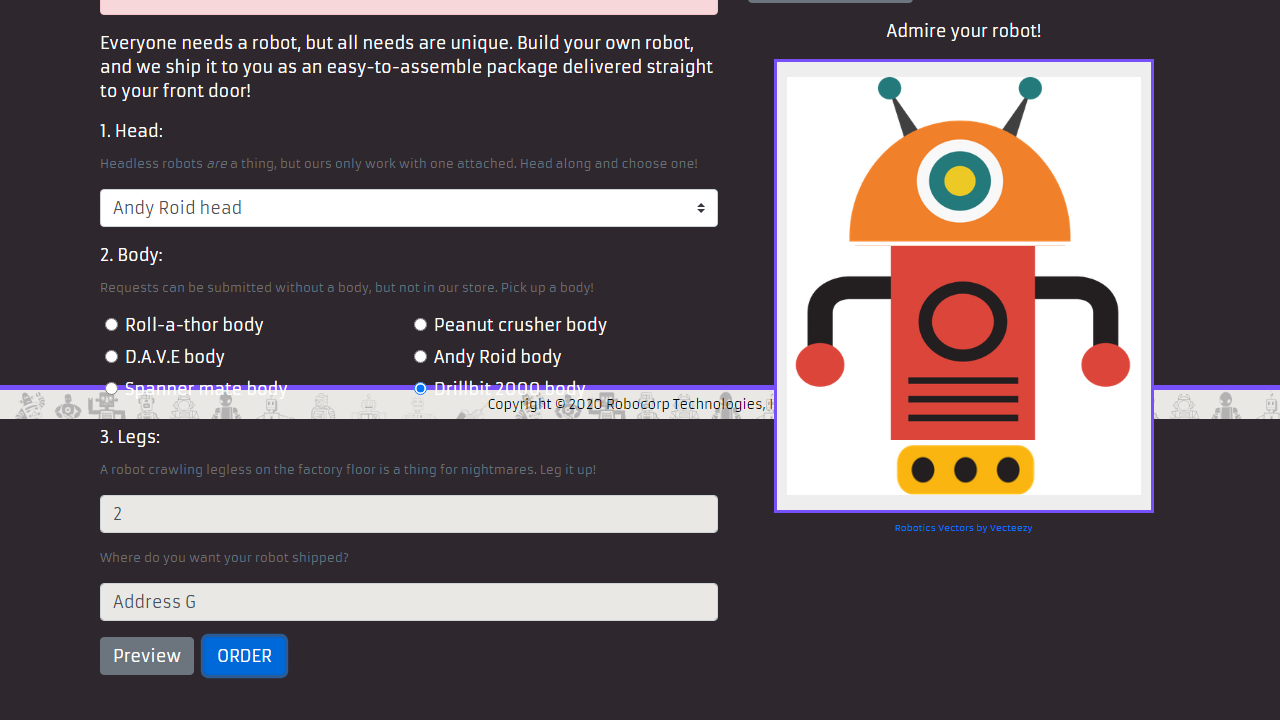 Everyone needs a robot, but all needs are unique. Build your own robot,
and we ship it to you as an easy-to-assemble package delivered straight
to your front door!
1. Head:
Headless robots are a thing, but ours only work with one attached. Head along and choose one!
Andy Roid head
2. Body:
Requests can be submitted without a body, but not in our store. Pick up a body!
Roll-a-thor body
Peanut crusher body
D.A.V.E body
Andy Roid body
Spanner mate body
Drillbit 2000 body
Copyright © 2020 Robocorp Technologies, I
3. Legs:
A robot crawling legless on the factory floor is a thing for nightmares. Leg it up!
2
Where do you want your robot shipped?
Address G
Preview
ORDER
Admire your robot!
Robotics Vectors by Vecteezy